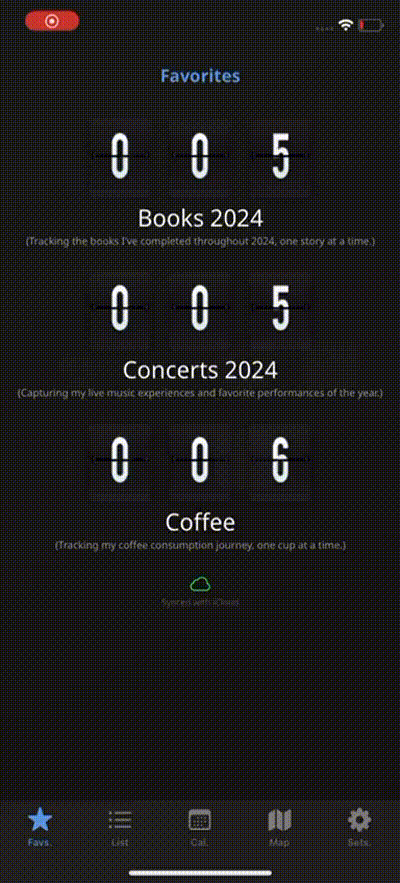 Favorites
0 0 5
Books 2024
(Tracking the books I've completed throughout 2024, one story at a time.)
0 0 5
Concerts 2024
(Capturing my live music experiences and favorite performances of the year.)
0 0 6
Coffee
(Tracking my coffee consumption journey, one cup at a time.)
Synced with iCloud
Favs. List Cal. Map Sets.